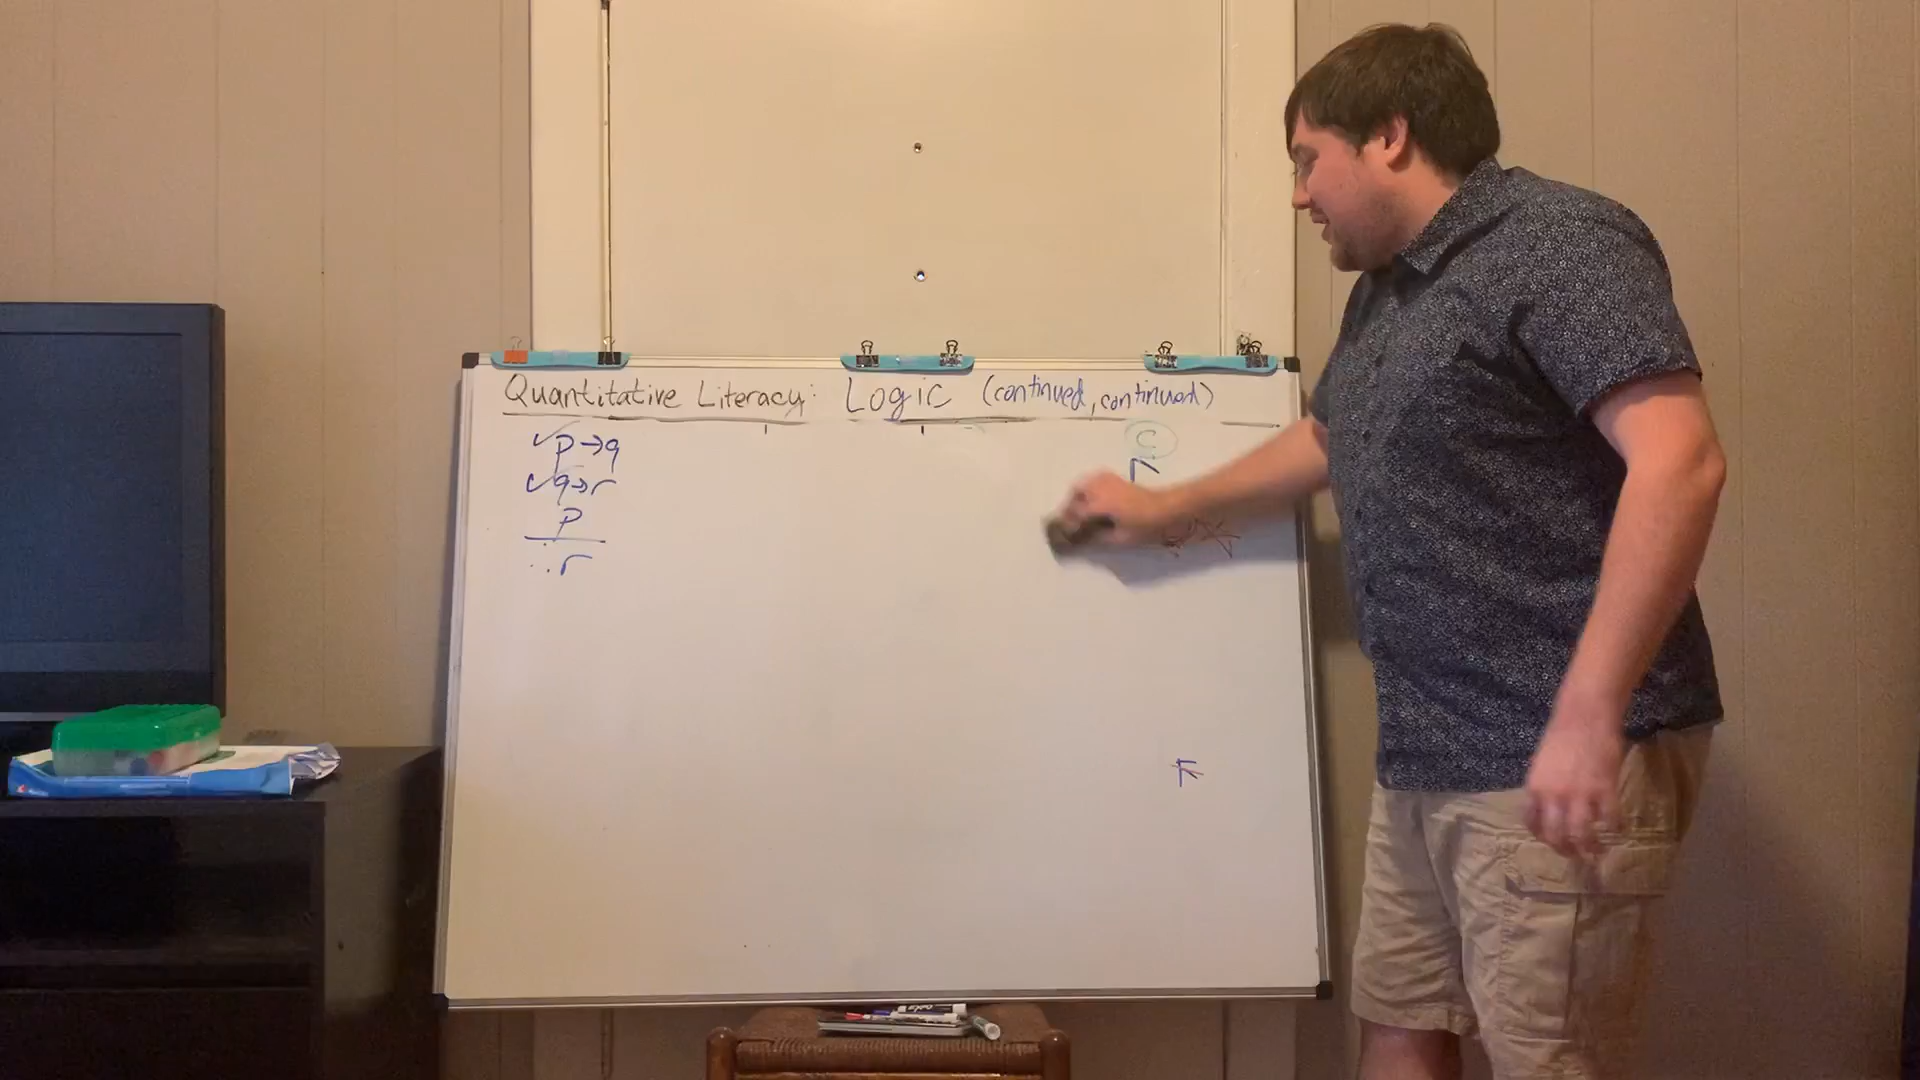 Quantitative Literacy: Logic (continued, continued)
✓ p→q
✓ q→r
p
∴ r
C
r
F